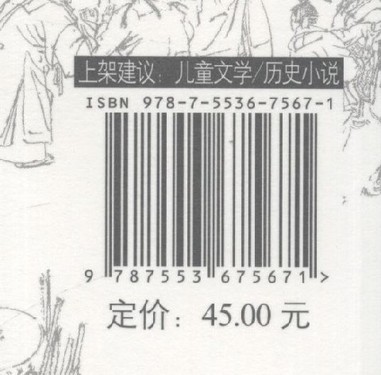 上架建议：儿童文学/历史小说
ISBN 978-7-5536-7567-1
9 787553 675671 >
定价：45.00 元